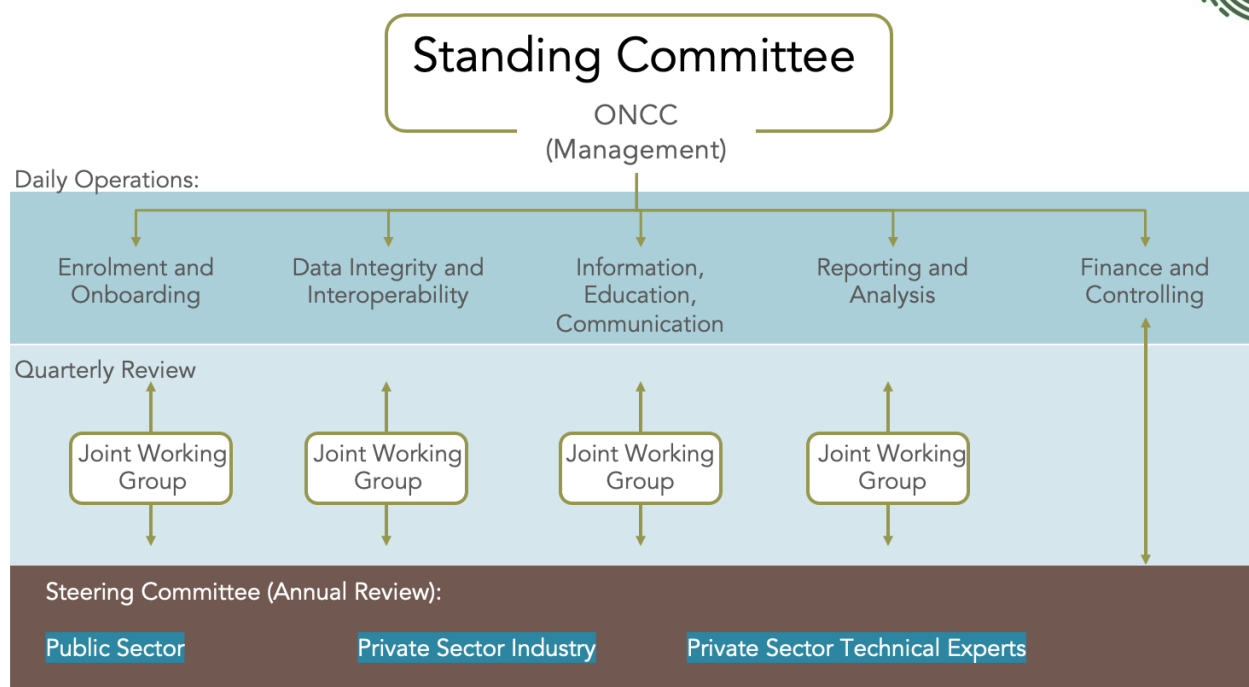 Standing Committee
ONCC
(Management)
Daily Operations:
Enrolment and
Onboarding
Data Integrity and
Interoperability
Information,
Education,
Communication
Reporting and
Analysis
Finance and
Controlling
Quarterly Review
Joint Working
Group
Joint Working
Group
Joint Working
Group
Joint Working
Group
Steering Committee (Annual Review):
Public Sector
Private Sector Industry
Private Sector Technical Experts